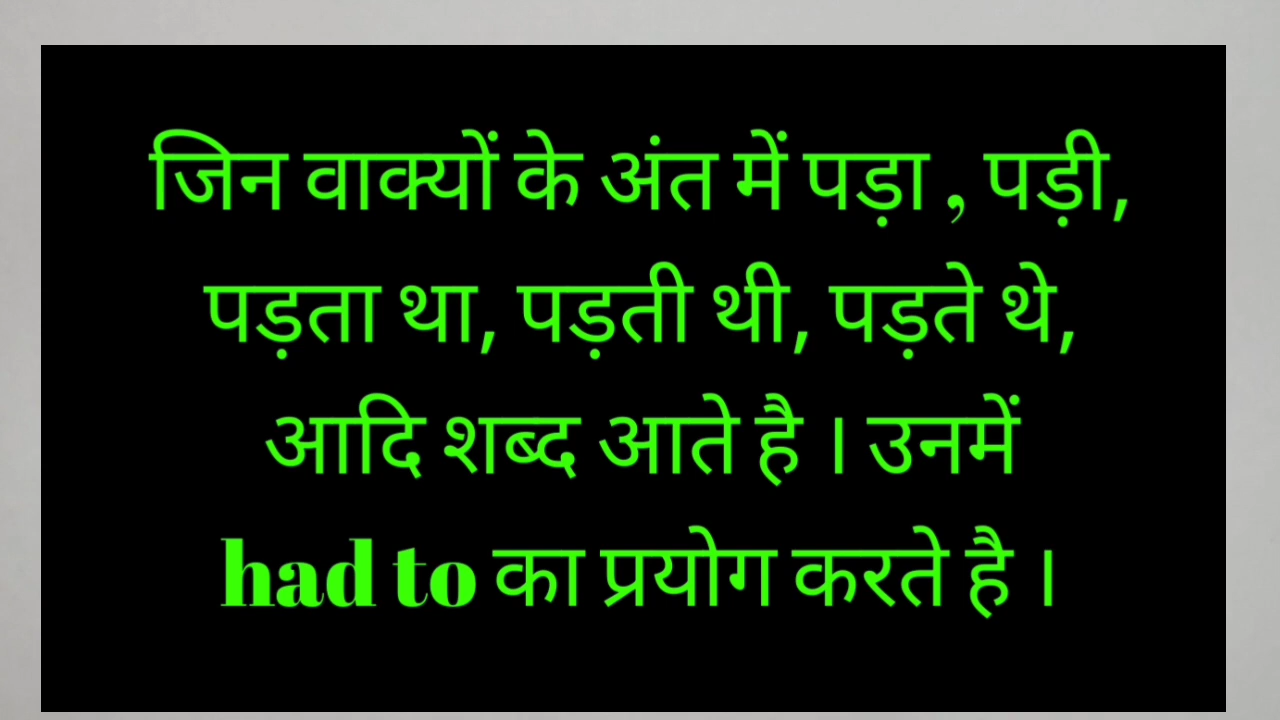 जिन वाक्यों के अंत में पड़ा , पड़ी,
पड़ता था, पड़ती थी, पड़ते थे,
आदि शब्द आते है । उनमें
had to का प्रयोग करते है ।